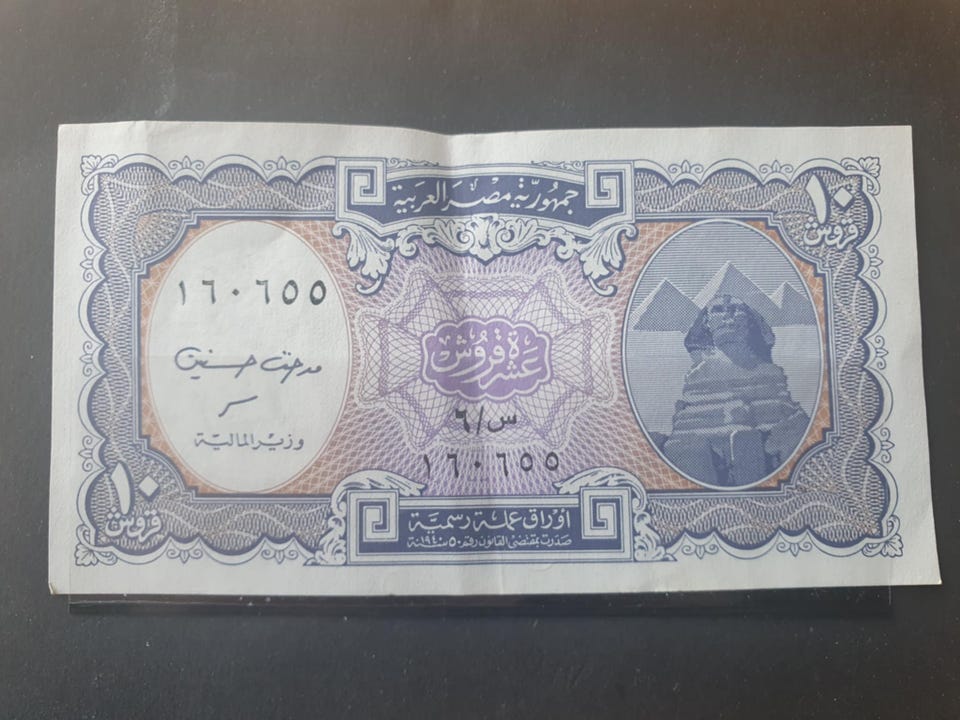 جمهورية مصر العربية
١٠
قروش
١٦٠٦٥٥
عشرة قروش
مدحت حسنين
س/٦
وزير المالية
١٦٠٦٥٥
١٠
قروش
أوراق عملة رسمية
صدرت بمقتضى القانون رقم ٥٠ سنة ١٩٤٠